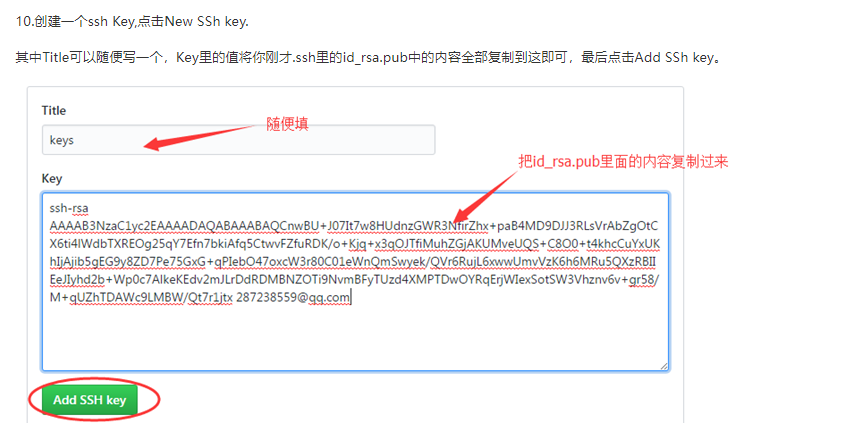 10.创建一个ssh Key,点击New SSh key.
其中Title可以随便写一个，Key里的值将你刚才.ssh里的id_rsa.pub中的内容全部复制到这即可，最后点击Add SSh key。
Title
随便填
keys
把id_rsa.pub里面的内容复制过来
Key
ssh-rsa
AAAAB3NzaC1yc2EAAAADAQABAAABAQCnwBU+J07It7w8HUdnzGWR3NfirZhx+paB4MD9DJJ3RLsVrAbZgOtC
X6ti4IWdbTXREOg25qY7Efn7bkiAfq5CtwvFZfuRDK/o+Kjq+x3qOJTfiMuhZGjAKUMveUQS+C8O0+t4khcCuYxUK
hIjAjib5gEG9y8ZD7Pe75GxG+qPIebO47oxcW3r80C01eWnQmSwyek/QVr6RujL6xwwUmvVzK6h6MRu5QXzRBII
EeJIyhd2b+Wp0c7AIkeKEdv2mJLrDdRDMBNZOTi9NvmBFyTUzd4XMPTDwOYRqErjWIexSotSW3Vhznv6v+gr58/
M+qUZhTDAWc9LMBW/Qt7r1jtx 287238559@qq.com
Add SSH key